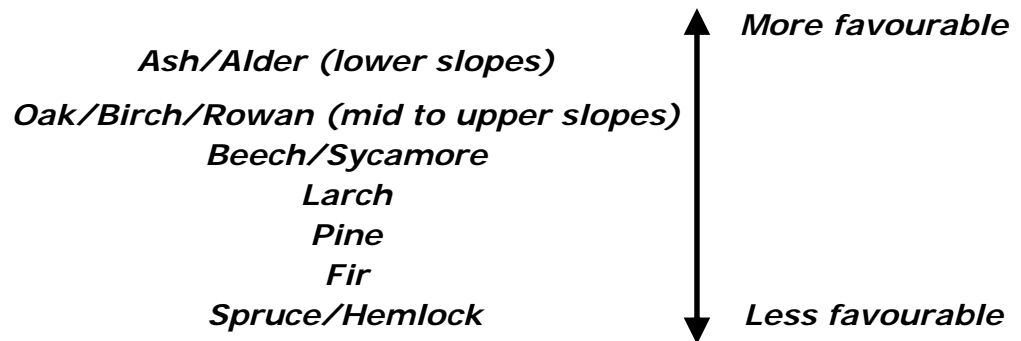 More favourable
Ash/Alder (lower slopes)
Oak/Birch/Rowan (mid to upper slopes)
Beech/Sycamore
Larch
Pine
Fir
Spruce/Hemlock
Less favourable